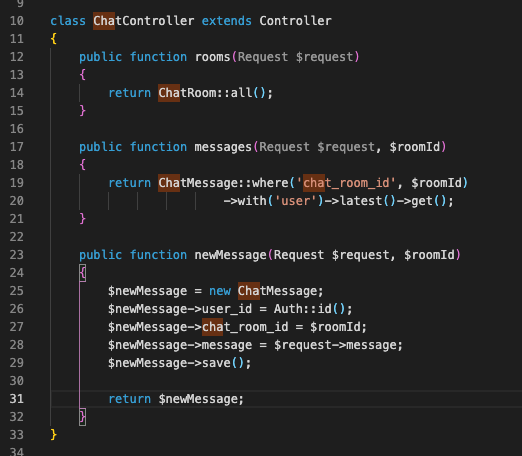 9
10 class ChatController extends Controller
11 {
12     public function rooms(Request $request)
13     {
14         return ChatRoom::all();
15     }
16
17     public function messages(Request $request, $roomId)
18     {
19         return ChatMessage::where('chat_room_id', $roomId)
20                         ->with('user')->latest()->get();
21     }
22
23     public function newMessage(Request $request, $roomId)
24     {
25         $newMessage = new ChatMessage;
26         $newMessage->user_id = Auth::id();
27         $newMessage->chat_room_id = $roomId;
28         $newMessage->message = $request->message;
29         $newMessage->save();
30
31         return $newMessage;
32     }
33 }
34